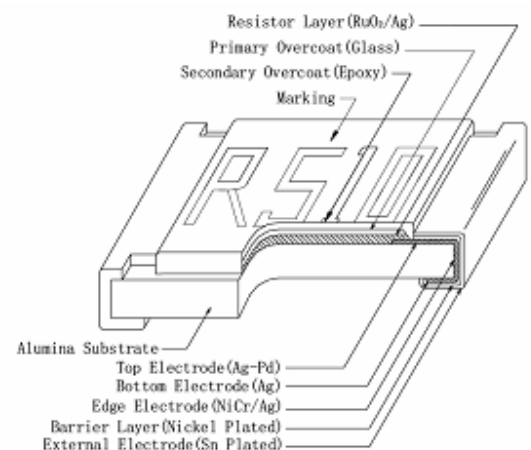 Resistor Layer(RuO₂/Ag)
Primary Overcoat(Glass)
Secondary Overcoat(Epoxy)
Marking
R510
Alumina Substrate
Top Electrode(Ag-Pd)
Bottom Electrode(Ag)
Edge Electrode(NiCr/Ag)
Barrier Layer(Nickel Plated)
External Electrode(Sn Plated)